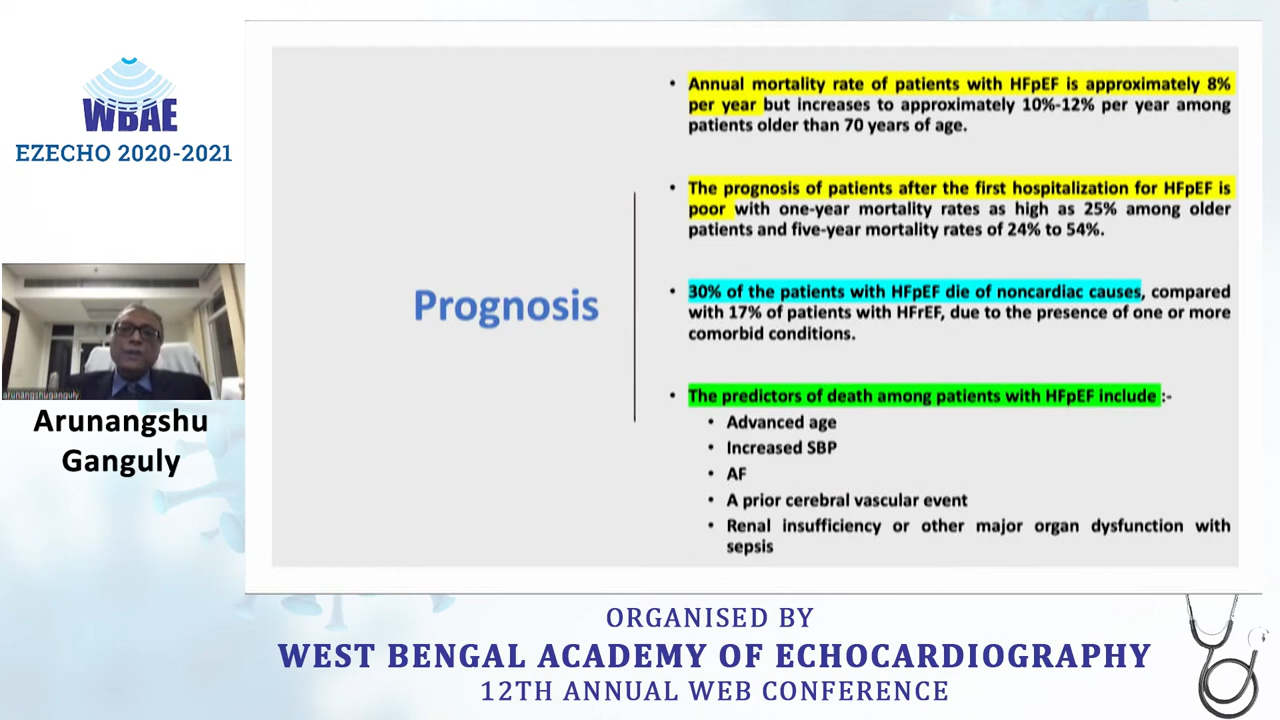 WBAE
EZECHO 2020-2021
arunangshuganguly
Arunangshu
Ganguly
Prognosis
• Annual mortality rate of patients with HFpEF is approximately 8%
per year but increases to approximately 10%-12% per year among
patients older than 70 years of age.
• The prognosis of patients after the first hospitalization for HFpEF is
poor with one-year mortality rates as high as 25% among older
patients and five-year mortality rates of 24% to 54%.
• 30% of the patients with HFpEF die of noncardiac causes, compared
with 17% of patients with HFrEF, due to the presence of one or more
comorbid conditions.
• The predictors of death among patients with HFpEF include :-
• Advanced age
• Increased SBP
• AF
• A prior cerebral vascular event
• Renal insufficiency or other major organ dysfunction with
sepsis
ORGANISED BY
WEST BENGAL ACADEMY OF ECHOCARDIOGRAPHY
12TH ANNUAL WEB CONFERENCE